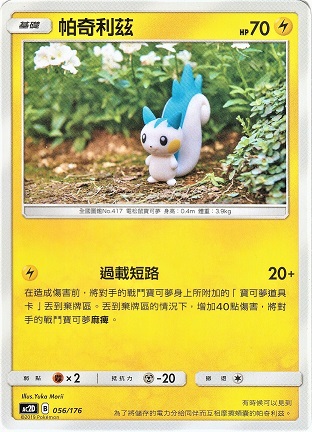 基礎 帕奇利茲 HP70
全國圖鑑No.417 電松鼠寶可夢 身高：0.4m 體重：3.9kg
過載短路 20+
在造成傷害前，將對手的戰鬥寶可夢身上所附加的「寶可夢道具
卡」丟到棄牌區。丟到棄牌區的情況下，增加40點傷害，將對
手的戰鬥寶可夢麻痺。
弱點 ×2 抵抗力 -20 撤退
Illus.Yuka Morii
AC2D B 056/176
©2019 Pokémon
有時候可以見到
為了將儲存的電力分給同伴而互相摩擦頰囊的帕奇利茲。